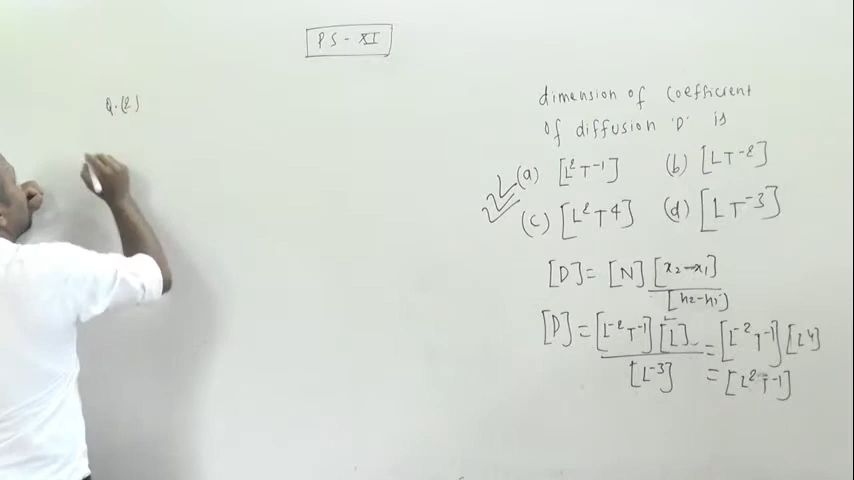 PS - XI
Q.(2)
dimension of Coefficient
of diffusion 'D' is
(a) [L²T⁻¹] (b) [LT⁻²]
(c) [L²T4] (d) [LT⁻³]
[D] = [N] [x₂-x₁] / [n₂-n₁]
[D] = [L⁻²T⁻¹][L] / [L⁻³] = [L⁻²T⁻¹][L⁴]
= [L²T⁻¹]